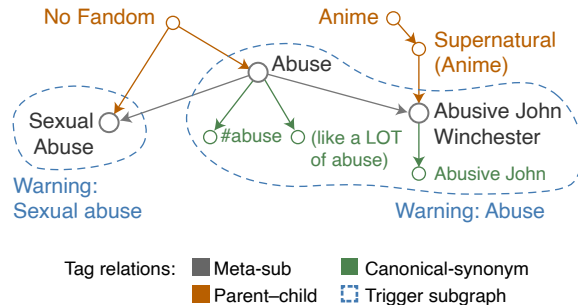 No Fandom
Anime
Supernatural
(Anime)
Abuse
Sexual
Abuse
#abuse
(like a LOT
of abuse)
Abusive John
Winchester
Abusive John
Warning:
Sexual abuse
Warning: Abuse
Tag relations:
Meta-sub
Canonical-synonym
Parent–child
Trigger subgraph